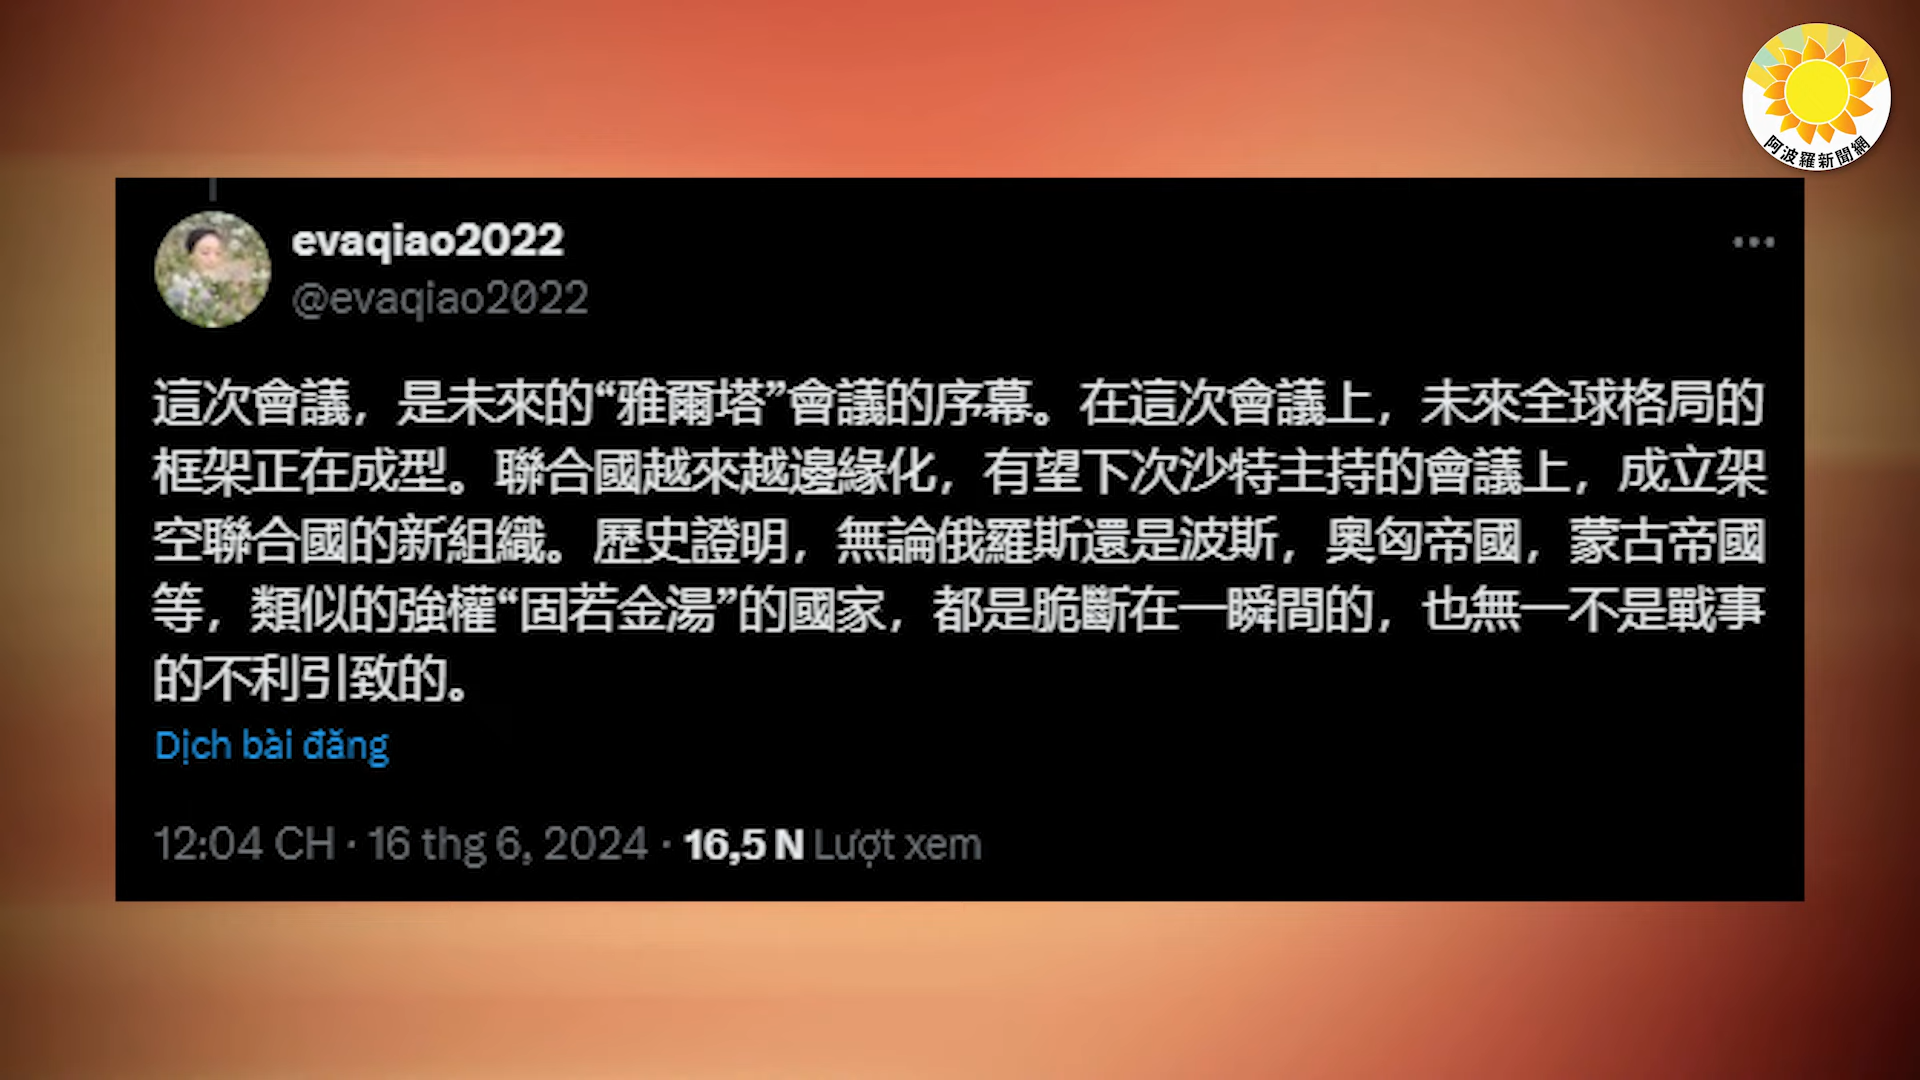 阿波羅新聞網
evaqiao2022
@evaqiao2022
這次會議，是未來的“雅爾塔”會議的序幕。在這次會議上，未來全球格局的
框架正在成型。聯合國越來越邊緣化，有望下次沙特主持的會議上，成立架
空聯合國的新組織。歷史證明，無論俄羅斯還是波斯，奧匈帝國，蒙古帝國
等，類似的強權“固若金湯”的國家，都是脆斷在一瞬間的，也無一不是戰事
的不利引致的。
Dịch bài đăng
12:04 CH · 16 thg 6, 2024 · 16,5 N Lượt xem